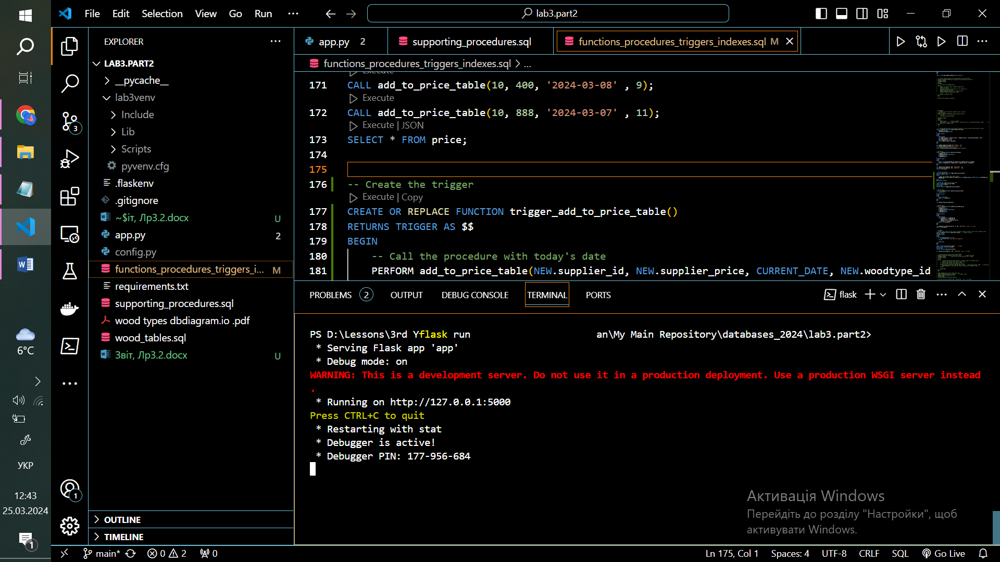 File Edit Selection View Go Run ...
lab3.part2
EXPLORER
LAB3.PART2
__pycache__
lab3venv
Include
Lib
Scripts
pyvenv.cfg
.flaskenv
.gitignore
~$іт, Лр3.2.docx U
app.py 2
config.py
functions_procedures_triggers_i... M
requirements.txt
supporting_procedures.sql
wood types dbdiagram.io .pdf
wood_tables.sql
Звіт, Лр3.2.docx U
OUTLINE
TIMELINE
3
1
app.py 2
supporting_procedures.sql
functions_procedures_triggers_indexes.sql M
functions_procedures_triggers_indexes.sql > ...
Execute
171 CALL add_to_price_table(10, 400, '2024-03-08' , 9);
Execute
172 CALL add_to_price_table(10, 888, '2024-03-07' , 11);
Execute | JSON
173 SELECT * FROM price;
174
175
176 -- Create the trigger
Execute | Copy
177 CREATE OR REPLACE FUNCTION trigger_add_to_price_table()
178 RETURNS TRIGGER AS $$
179 BEGIN
180 -- Call the procedure with today's date
181 PERFORM add_to_price_table(NEW.supplier_id, NEW.supplier_price, CURRENT_DATE, NEW.woodtype_id
PROBLEMS 2 OUTPUT DEBUG CONSOLE TERMINAL PORTS
flask
PS D:\Lessons\3rd Yflask run an\My Main Repository\databases_2024\lab3.part2>
* Serving Flask app 'app'
* Debug mode: on
WARNING: This is a development server. Do not use it in a production deployment. Use a production WSGI server instead
.
* Running on http://127.0.0.1:5000
Press CTRL+C to quit
* Restarting with stat
* Debugger is active!
* Debugger PIN: 177-956-684
Активація Windows
Перейдіть до розділу "Настройки", щоб
активувати Windows.
6°C
УКР
12:43
25.03.2024
1
main* 0 2 0
Ln 175, Col 1 Spaces: 4 UTF-8 CRLF SQL Go Live